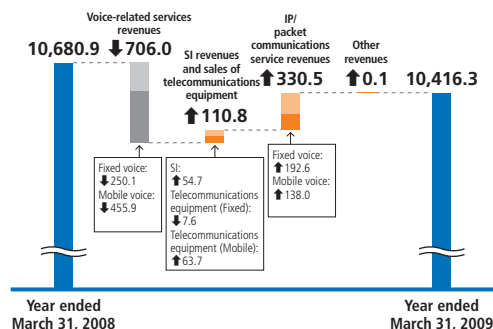 Voice-related services
revenues
10,680.9
⬇706.0
SI revenues
and sales of
telecommunications
equipment
⬆110.8
IP/
packet
communications
service revenues
⬆330.5
Other
revenues
⬆0.1
10,416.3
Fixed voice:
⬇250.1
Mobile voice:
⬇455.9
SI:
⬆54.7
Telecommunications
equipment (Fixed):
⬇7.6
Telecommunications
equipment (Mobile):
⬆63.7
Fixed voice:
⬆192.6
Mobile voice:
⬆138.0
Year ended
March 31, 2008
Year ended
March 31, 2009